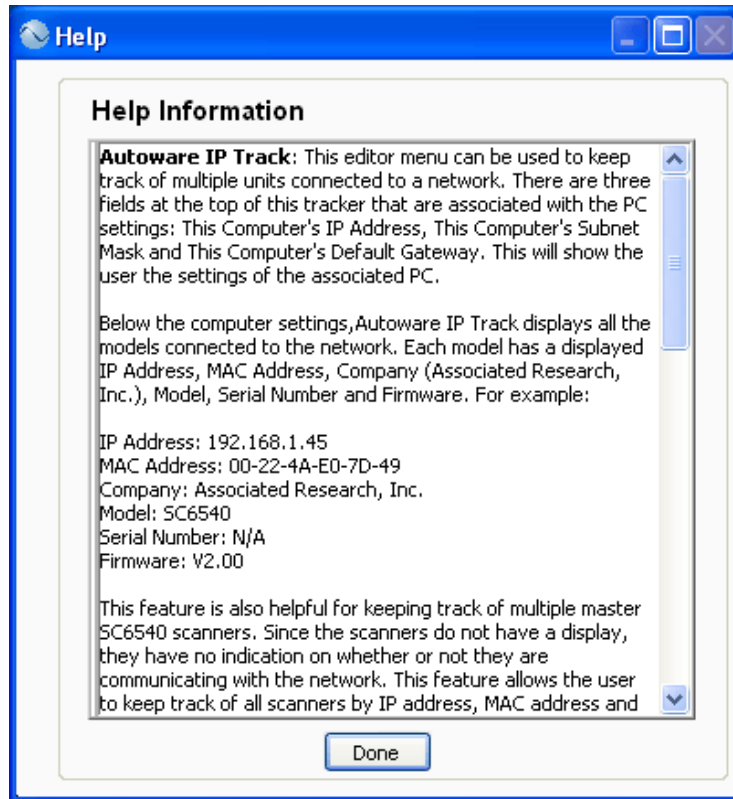 Help
Help Information
Autoware IP Track: This editor menu can be used to keep
track of multiple units connected to a network. There are three
fields at the top of this tracker that are associated with the PC
settings: This Computer's IP Address, This Computer's Subnet
Mask and This Computer's Default Gateway. This will show the
user the settings of the associated PC.
Below the computer settings,Autoware IP Track displays all the
models connected to the network. Each model has a displayed
IP Address, MAC Address, Company (Associated Research,
Inc.), Model, Serial Number and Firmware. For example:
IP Address: 192.168.1.45
MAC Address: 00-22-4A-E0-7D-49
Company: Associated Research, Inc.
Model: SC6540
Serial Number: N/A
Firmware: V2.00
This feature is also helpful for keeping track of multiple master
SC6540 scanners. Since the scanners do not have a display,
they have no indication on whether or not they are
communicating with the network. This feature allows the user
to keep track of all scanners by IP address, MAC address and
Done